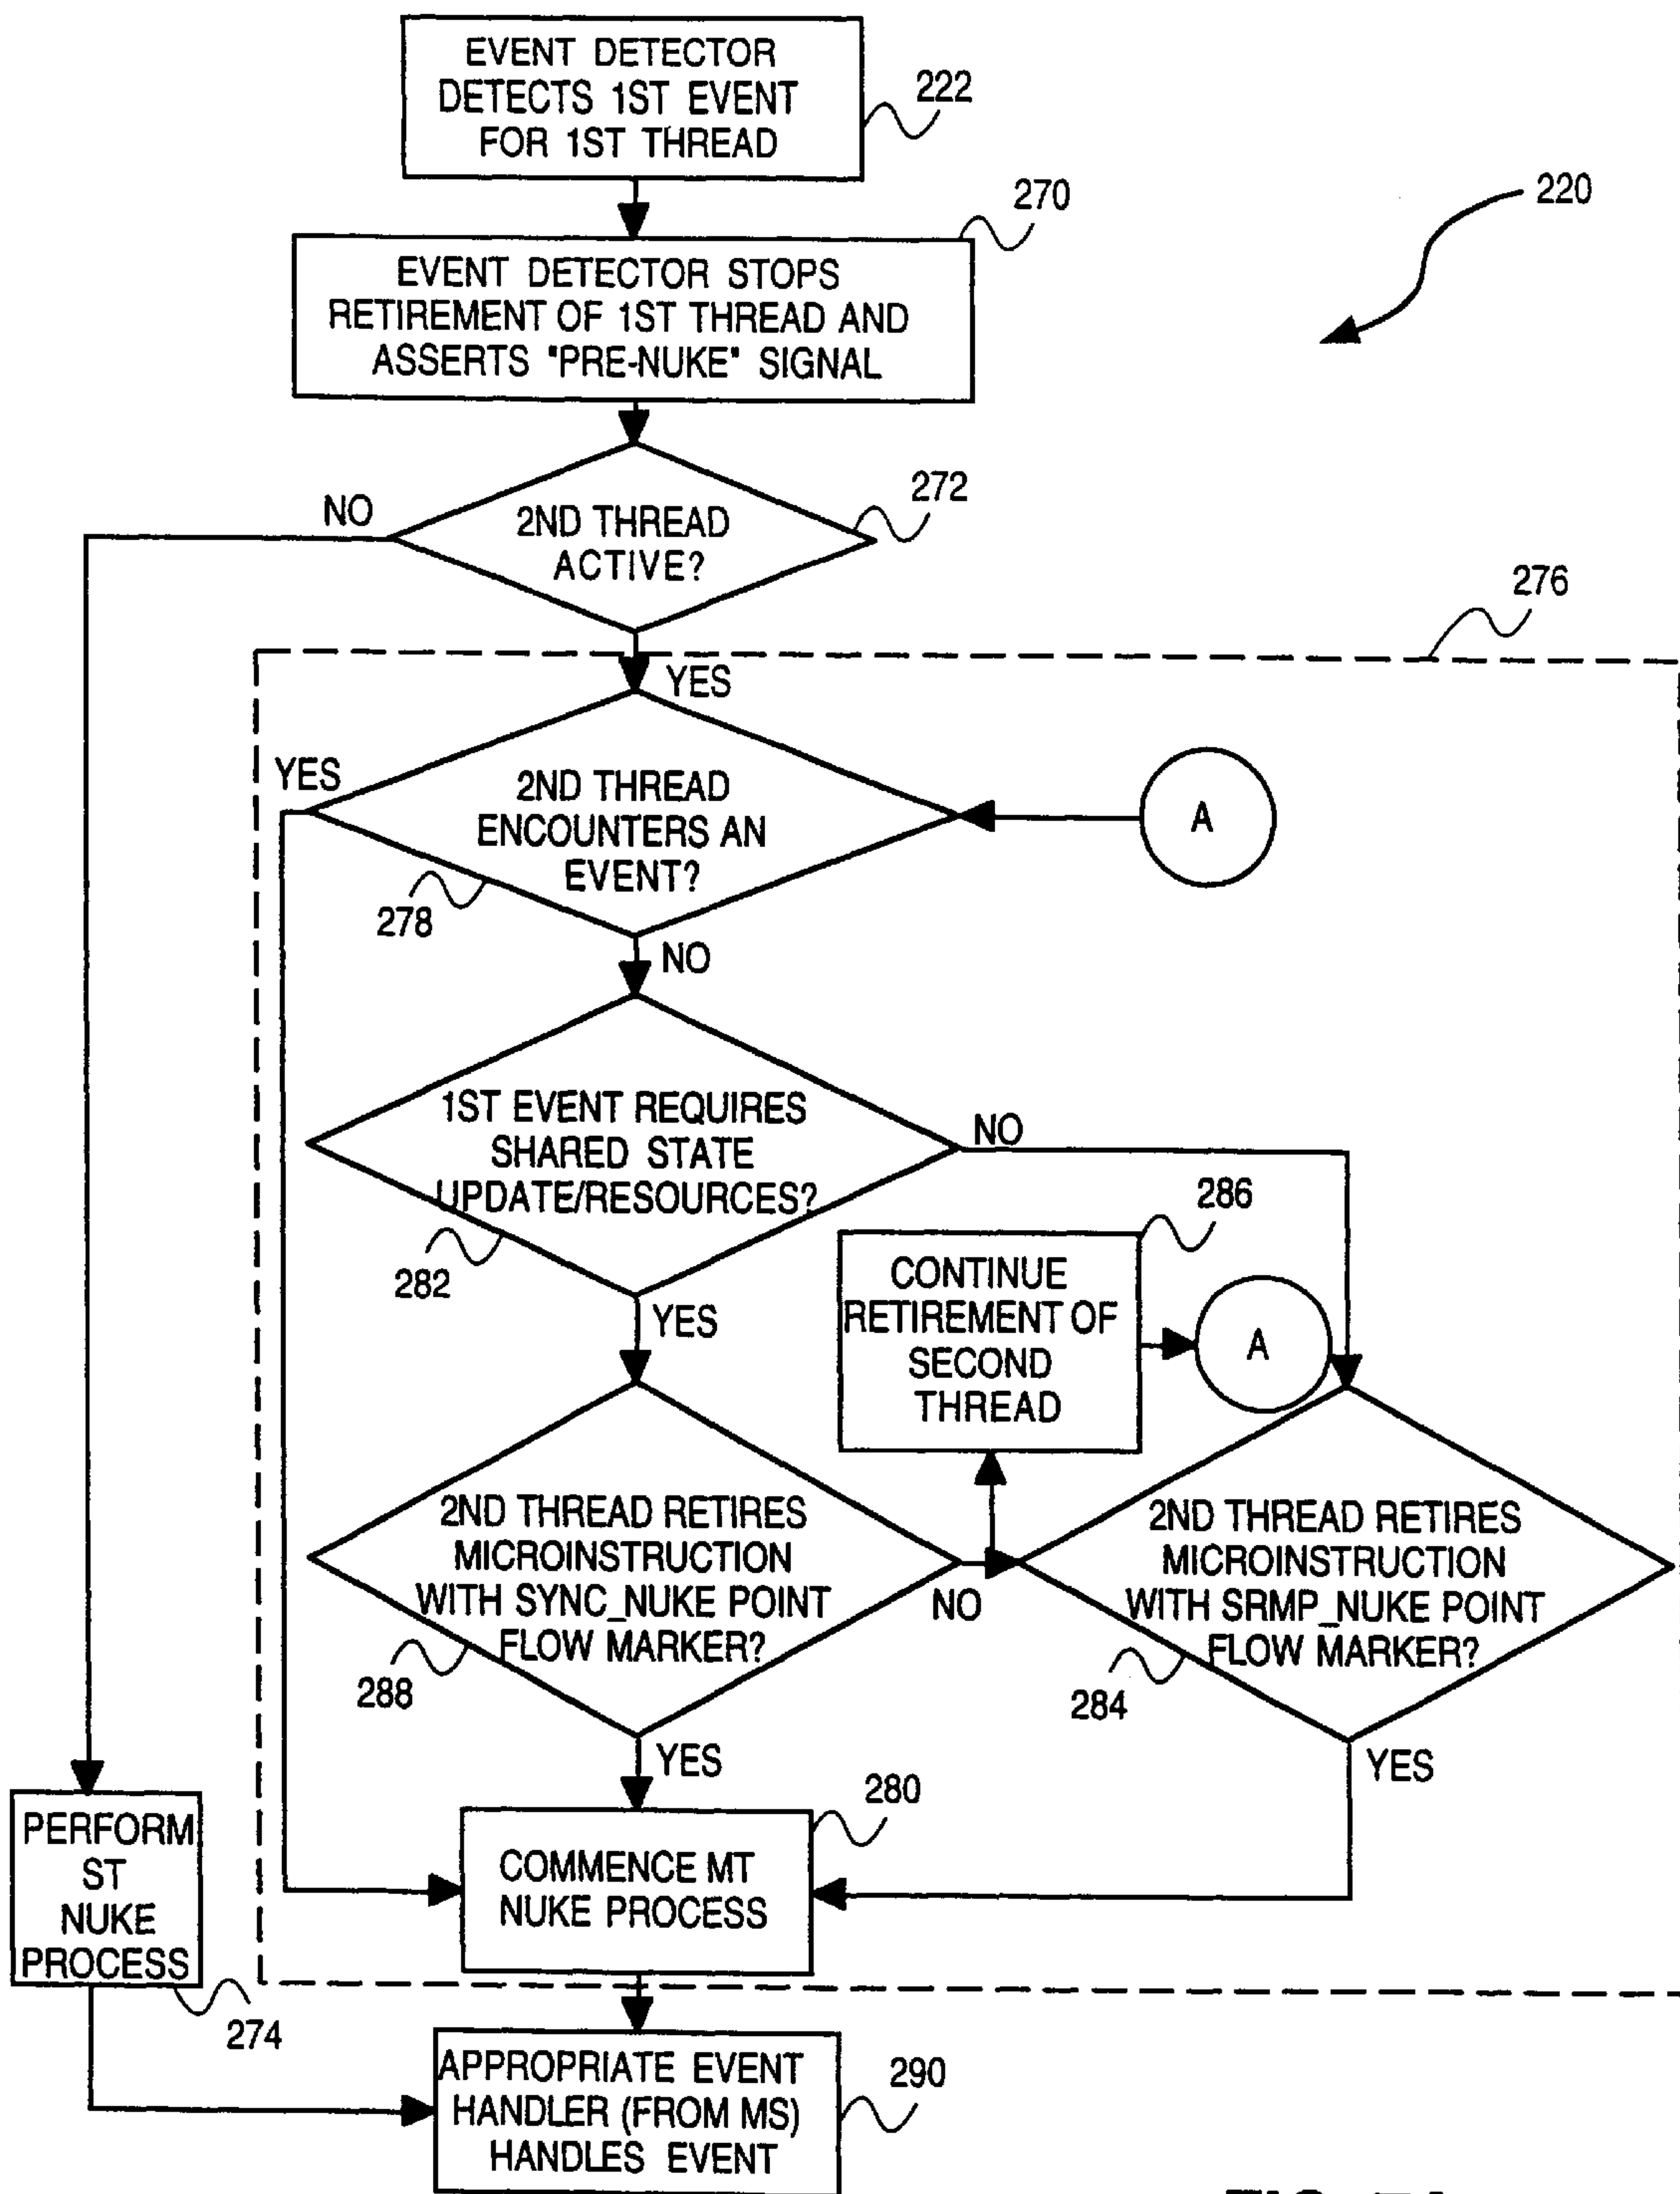 EVENT DETECTOR
DETECTS 1ST EVENT
FOR 1ST THREAD
222
270
220
EVENT DETECTOR STOPS
RETIREMENT OF 1ST THREAD AND
ASSERTS "PRE-NUKE" SIGNAL
272
NO
2ND THREAD
ACTIVE?
276
YES
YES
2ND THREAD
ENCOUNTERS AN
EVENT?
A
278
NO
1ST EVENT REQUIRES
SHARED STATE
UPDATE/RESOURCES?
NO
286
282
CONTINUE
RETIREMENT OF
SECOND
THREAD
A
YES
2ND THREAD RETIRES
MICROINSTRUCTION
WITH SYNC_NUKE POINT
FLOW MARKER?
NO
2ND THREAD RETIRES
MICROINSTRUCTION
WITH SRMP_NUKE POINT
FLOW MARKER?
288
284
YES
YES
280
PERFORM
ST
NUKE
PROCESS
COMMENCE MT
NUKE PROCESS
274
APPROPRIATE EVENT
HANDLER (FROM MS)
HANDLES EVENT
290